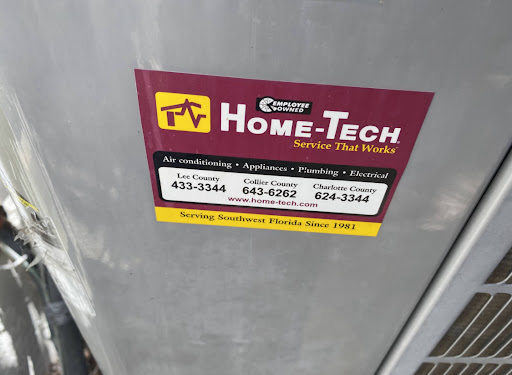 EMPLOYEE
OWNED
HOME-TECH
Service That Works
Air conditioning • Appliances • Plumbing • Electrical
Lee County Collier County Charlotte County
433-3344 643-6262 624-3344
www.home-tech.com
Serving Southwest Florida Since 1981